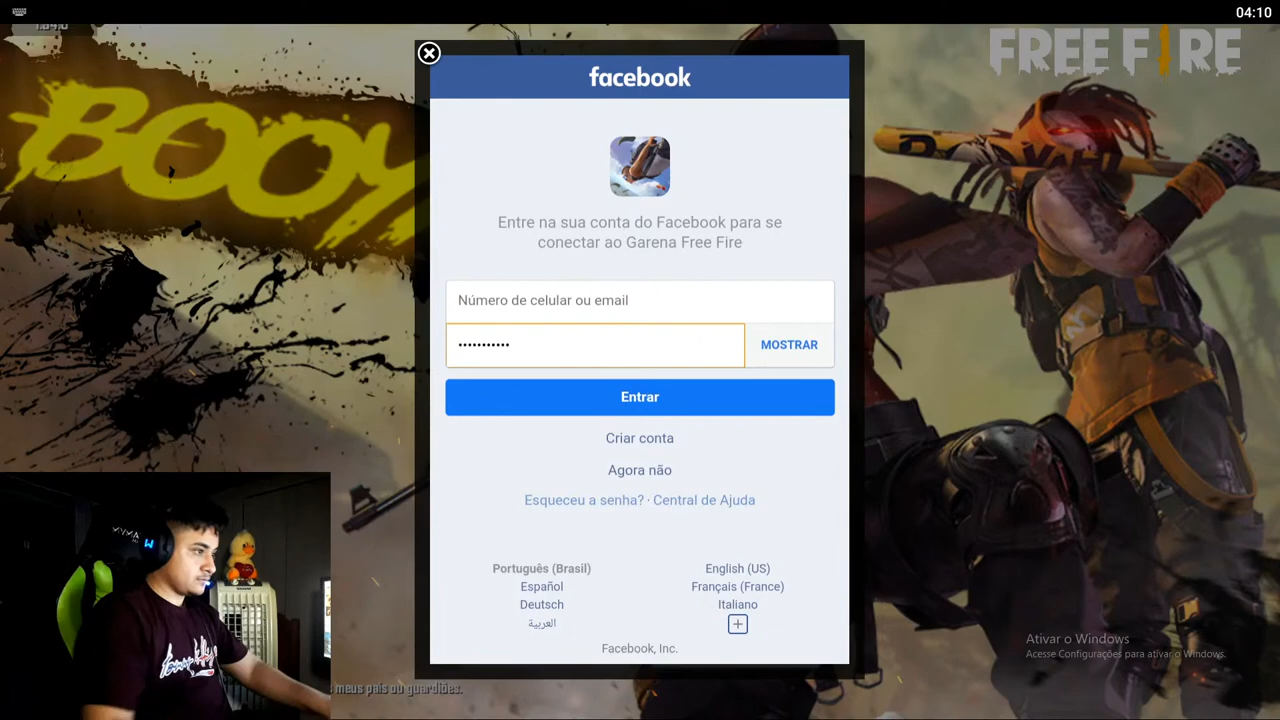 04:10
1.84.0
FREE FIRE
BOOY
facebook
Entre na sua conta do Facebook para se
conectar ao Garena Free Fire
Número de celular ou email
•••••••••••
MOSTRAR
Entrar
Criar conta
Agora não
Esqueceu a senha? · Central de Ajuda
Português (Brasil)
English (US)
Español
Français (France)
Deutsch
Italiano
العربية
Facebook, Inc.
Ativar o Windows
Acesse Configurações para ativar o Windows.
meus pais ou guardiões.